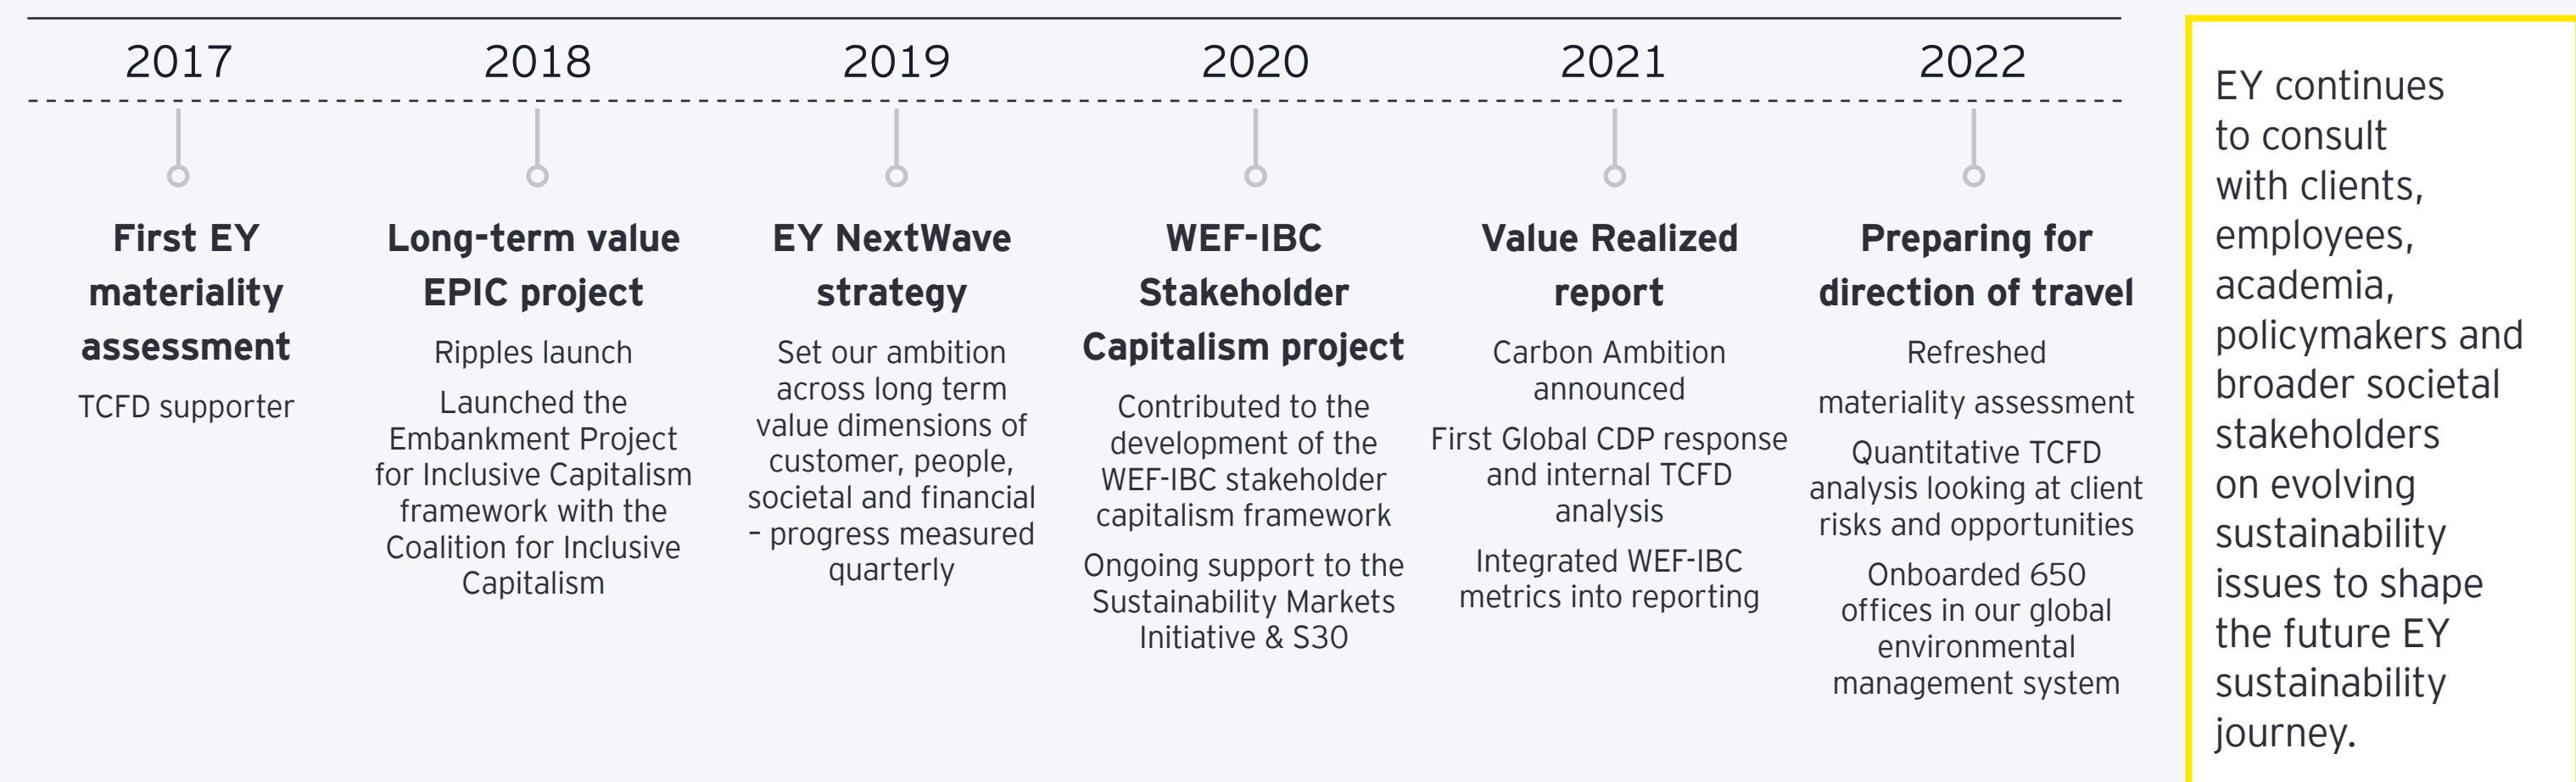 2017
First EY
materiality
assessment
TCFD supporter
2018
Long-term value
EPIC project
Ripples launch
Launched the
Embankment Project
for Inclusive Capitalism
framework with the
Coalition for Inclusive
Capitalism
2019
EY NextWave
strategy
Set our ambition
across long term
value dimensions of
customer, people,
societal and financial
– progress measured
quarterly
2020
WEF-IBC
Stakeholder
Capitalism project
Contributed to the
development of the
WEF-IBC stakeholder
capitalism framework
Ongoing support to the
Sustainability Markets
Initiative & S30
2021
Value Realized
report
Carbon Ambition
announced
First Global CDP response
and internal TCFD
analysis
Integrated WEF-IBC
metrics into reporting
2022
Preparing for
direction of travel
Refreshed
materiality assessment
Quantitative TCFD
analysis looking at client
risks and opportunities
Onboarded 650
offices in our global
environmental
management system
EY continues
to consult
with clients,
employees,
academia,
policymakers and
broader societal
stakeholders
on evolving
sustainability
issues to shape
the future EY
sustainability
journey.